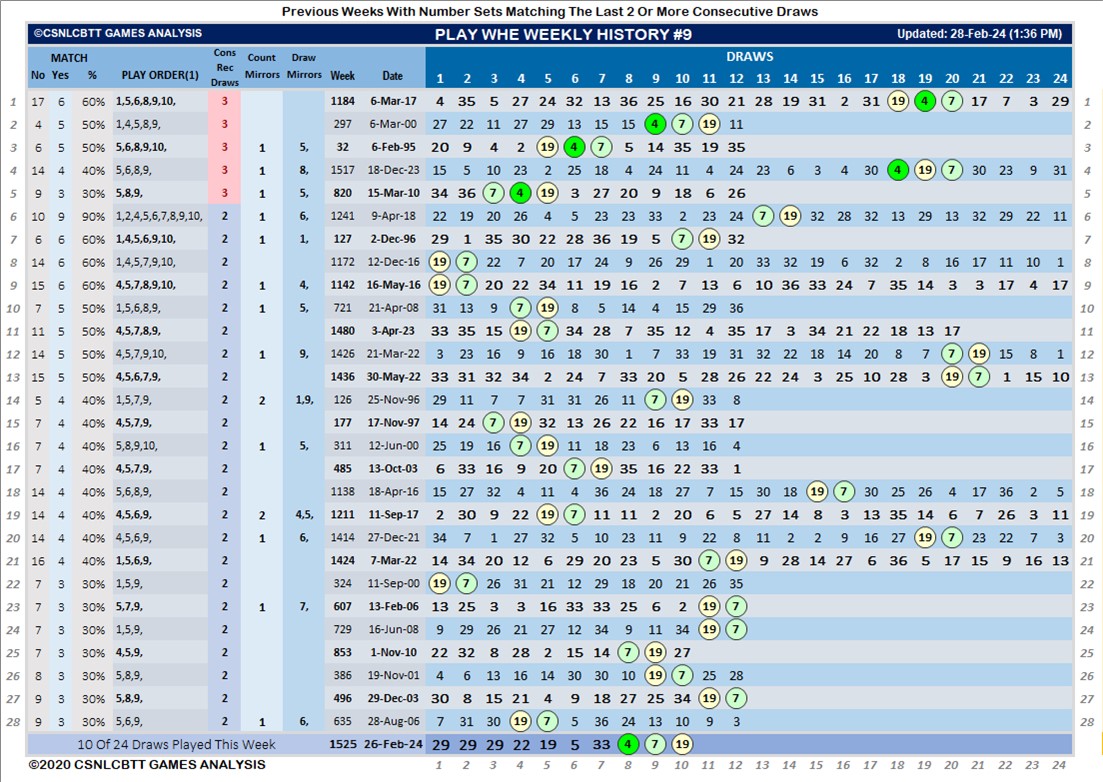 Previous Weeks With Number Sets Matching The Last 2 Or More Consecutive Draws
©CSNLCBTT GAMES ANALYSIS PLAY WHE WEEKLY HISTORY #9 Updated: 28-Feb-24 (1:36 PM)
MATCH Cons Rec Draws Count Mirrors Draw Mirrors DRAWS
No Yes % PLAY ORDER(1) Week Date 1 2 3 4 5 6 7 8 9 10 11 12 13 14 15 16 17 18 19 20 21 22 23 24
1 17 6 60% 1,5,6,8,9,10, 3 1184 6-Mar-17 4 35 5 27 24 32 13 36 25 16 30 21 28 19 31 2 31 19 4 7 17 7 3 29 1
2 4 5 50% 1,4,5,8,9, 3 297 6-Mar-00 27 22 11 27 29 13 15 15 4 7 19 11 2
3 6 5 50% 5,6,8,9,10, 3 1 5, 32 6-Feb-95 20 9 4 2 19 4 7 5 14 35 19 35 3
4 14 4 40% 5,6,8,9, 3 1 8, 1517 18-Dec-23 15 5 10 23 2 25 18 4 24 11 4 24 23 6 3 4 30 4 19 7 30 23 9 31 4
5 9 3 30% 5,8,9, 3 1 5, 820 15-Mar-10 34 36 7 4 19 3 27 20 9 18 6 26 5
6 10 9 90% 1,2,4,5,6,7,8,9,10, 2 1 6, 1241 9-Apr-18 22 19 20 26 4 5 23 23 33 2 23 24 7 19 32 28 32 13 29 13 32 29 22 11 6
7 6 6 60% 1,4,5,6,9,10, 2 1 1, 127 2-Dec-96 29 1 35 30 22 28 36 19 5 7 19 32 7
8 14 6 60% 1,4,5,7,9,10, 2 1172 12-Dec-16 19 7 22 7 20 17 24 9 26 29 1 20 33 32 19 6 32 2 8 16 17 11 10 1 8
9 15 6 60% 4,5,7,8,9,10, 2 1 4, 1142 16-May-16 19 7 20 22 34 11 19 16 2 7 13 6 10 36 33 24 7 35 14 3 3 17 4 17 9
10 7 5 50% 1,5,6,8,9, 2 1 5, 721 21-Apr-08 31 13 9 7 19 8 5 14 4 15 29 36 10
11 11 5 50% 4,5,7,8,9, 2 1480 3-Apr-23 33 35 15 19 7 34 28 7 35 12 4 35 17 3 34 21 22 18 13 17 11
12 14 5 50% 4,5,7,9,10, 2 1 9, 1426 21-Mar-22 3 23 16 9 16 18 30 1 7 33 19 31 32 22 18 14 20 8 7 7 19 15 8 1 12
13 15 5 50% 4,5,6,7,9, 2 1436 30-May-22 33 31 32 34 2 24 7 33 20 5 28 26 22 24 3 25 10 28 3 19 7 1 15 10 13
14 5 4 40% 1,5,7,9, 2 2 1,9, 126 25-Nov-96 29 11 7 7 31 31 26 11 7 19 33 8 14
15 7 4 40% 4,5,7,9, 2 177 17-Nov-97 14 24 7 19 32 13 26 22 16 17 33 17 15
16 7 4 40% 5,8,9,10, 2 1 5, 311 12-Jun-00 25 19 16 7 19 11 18 23 6 13 16 4 16
17 7 4 40% 4,5,7,9, 2 485 13-Oct-03 6 33 16 9 20 7 19 35 16 22 33 1 17
18 14 4 40% 5,6,8,9, 2 1138 18-Apr-16 15 27 32 4 11 4 36 24 18 27 7 15 30 18 19 7 30 25 26 4 17 36 2 5 18
19 14 4 40% 4,5,6,9, 2 2 4,5, 1211 11-Sep-17 2 30 9 22 19 7 11 11 2 20 6 5 27 14 8 3 13 35 14 6 7 26 3 11 19
20 14 4 40% 4,5,6,9, 2 1 6, 1417 27-Dec-21 34 7 1 27 32 5 10 23 11 9 22 8 11 2 2 9 16 27 19 7 23 22 7 3 20
21 16 4 40% 1,5,6,9, 2 1424 7-Mar-22 14 34 20 12 6 29 20 23 5 30 7 19 9 28 14 27 6 36 5 17 15 9 16 13 21
22 7 3 30% 1,5,9, 2 324 11-Sep-00 19 7 26 31 21 12 29 18 20 21 26 35 22
23 7 3 30% 5,7,9, 2 1 7, 607 13-Feb-06 13 25 3 3 16 33 33 25 6 2 19 7 23
24 7 3 30% 1,5,9, 2 729 16-Jun-08 9 29 26 21 27 12 34 9 11 34 19 7 24
25 7 3 30% 4,5,9, 2 853 1-Nov-10 22 32 8 28 2 15 14 7 19 27 25
26 8 3 30% 5,8,9, 2 386 19-Nov-01 4 6 13 16 14 30 30 10 19 7 25 28 26
27 9 3 30% 5,8,9, 2 496 29-Dec-03 30 8 15 21 4 9 18 27 25 34 19 7 27
28 9 3 30% 5,6,9, 2 1 6, 635 28-Aug-06 7 31 30 19 7 5 36 24 13 10 9 3 28
10 Of 24 Draws Played This Week 1525 26-Feb-24 29 29 29 22 19 5 33 4 7 19
©2020 CSNLCBTT GAMES ANALYSIS 1 2 3 4 5 6 7 8 9 10 11 12 13 14 15 16 17 18 19 20 21 22 23 24